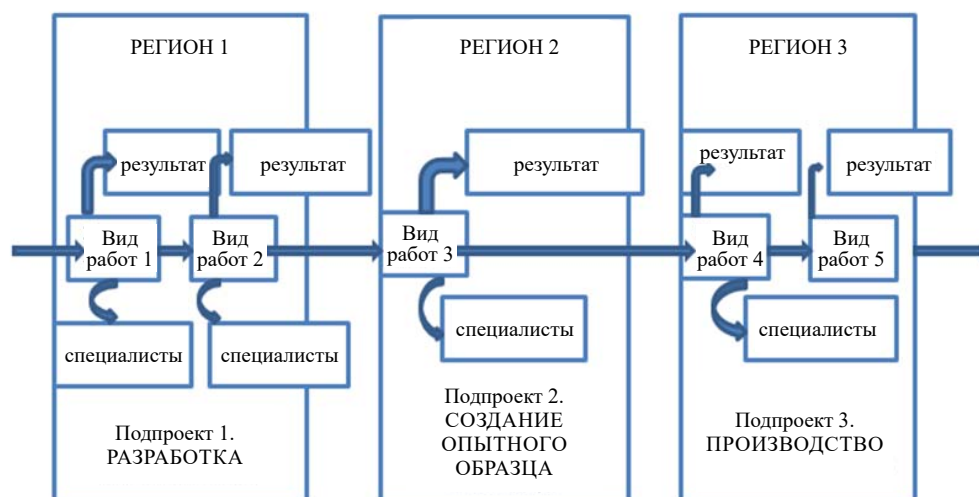 РЕГИОН 1
РЕГИОН 2
РЕГИОН 3
результат
результат
результат
результат
результат
Вид
работ 1
Вид
работ 2
Вид
работ 3
Вид
работ 4
Вид
работ 5
специалисты
специалисты
специалисты
специалисты
Подпроект 1.
РАЗРАБОТКА
Подпроект 2.
СОЗДАНИЕ
ОПЫТНОГО
ОБРАЗЦА
Подпроект 3.
ПРОИЗВОДСТВО